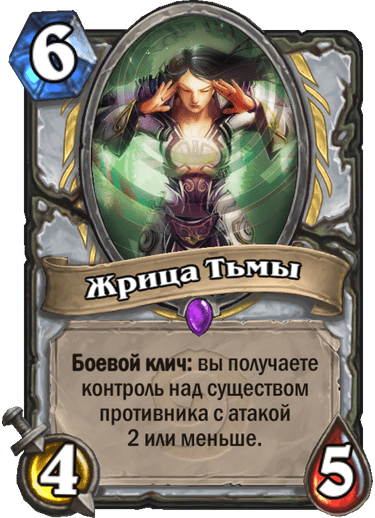 6
Жрица Тьмы
Боевой клич: вы получаете
контроль над существом
противника с атакой
2 или меньше.
4
5